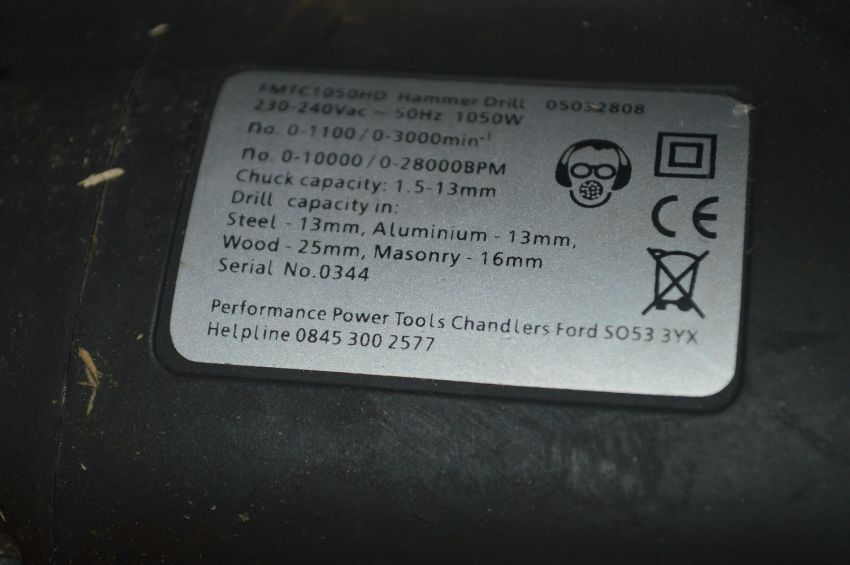 FMTC1050HD Hammer Drill 05032808
230-240Vac ~ 50Hz 1050W
no. 0-1100/0-3000min⁻¹
no. 0-10000/0-28000BPM
Chuck capacity: 1.5-13mm
Drill capacity in:
Steel - 13mm, Aluminium - 13mm,
Wood - 25mm, Masonry - 16mm
Serial No.0344
CE
Performance Power Tools Chandlers Ford SO53 3YX
Helpline 0845 300 2577